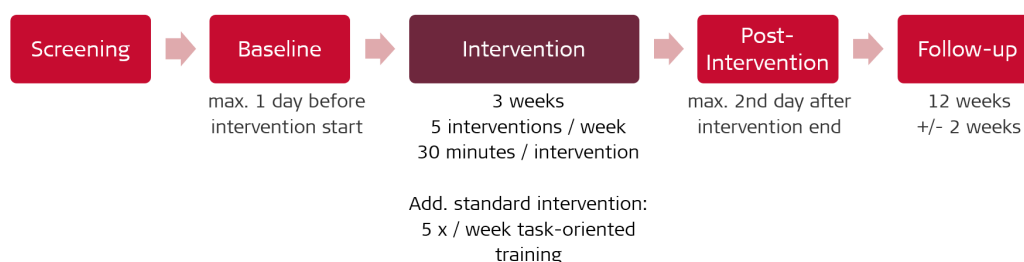 Screening
Baseline
max. 1 day before
intervention start
Intervention
3 weeks
5 interventions / week
30 minutes / intervention
Add. standard intervention:
5 x / week task-oriented
training
Post-
Intervention
max. 2nd day after
intervention end
Follow-up
12 weeks
+/- 2 weeks